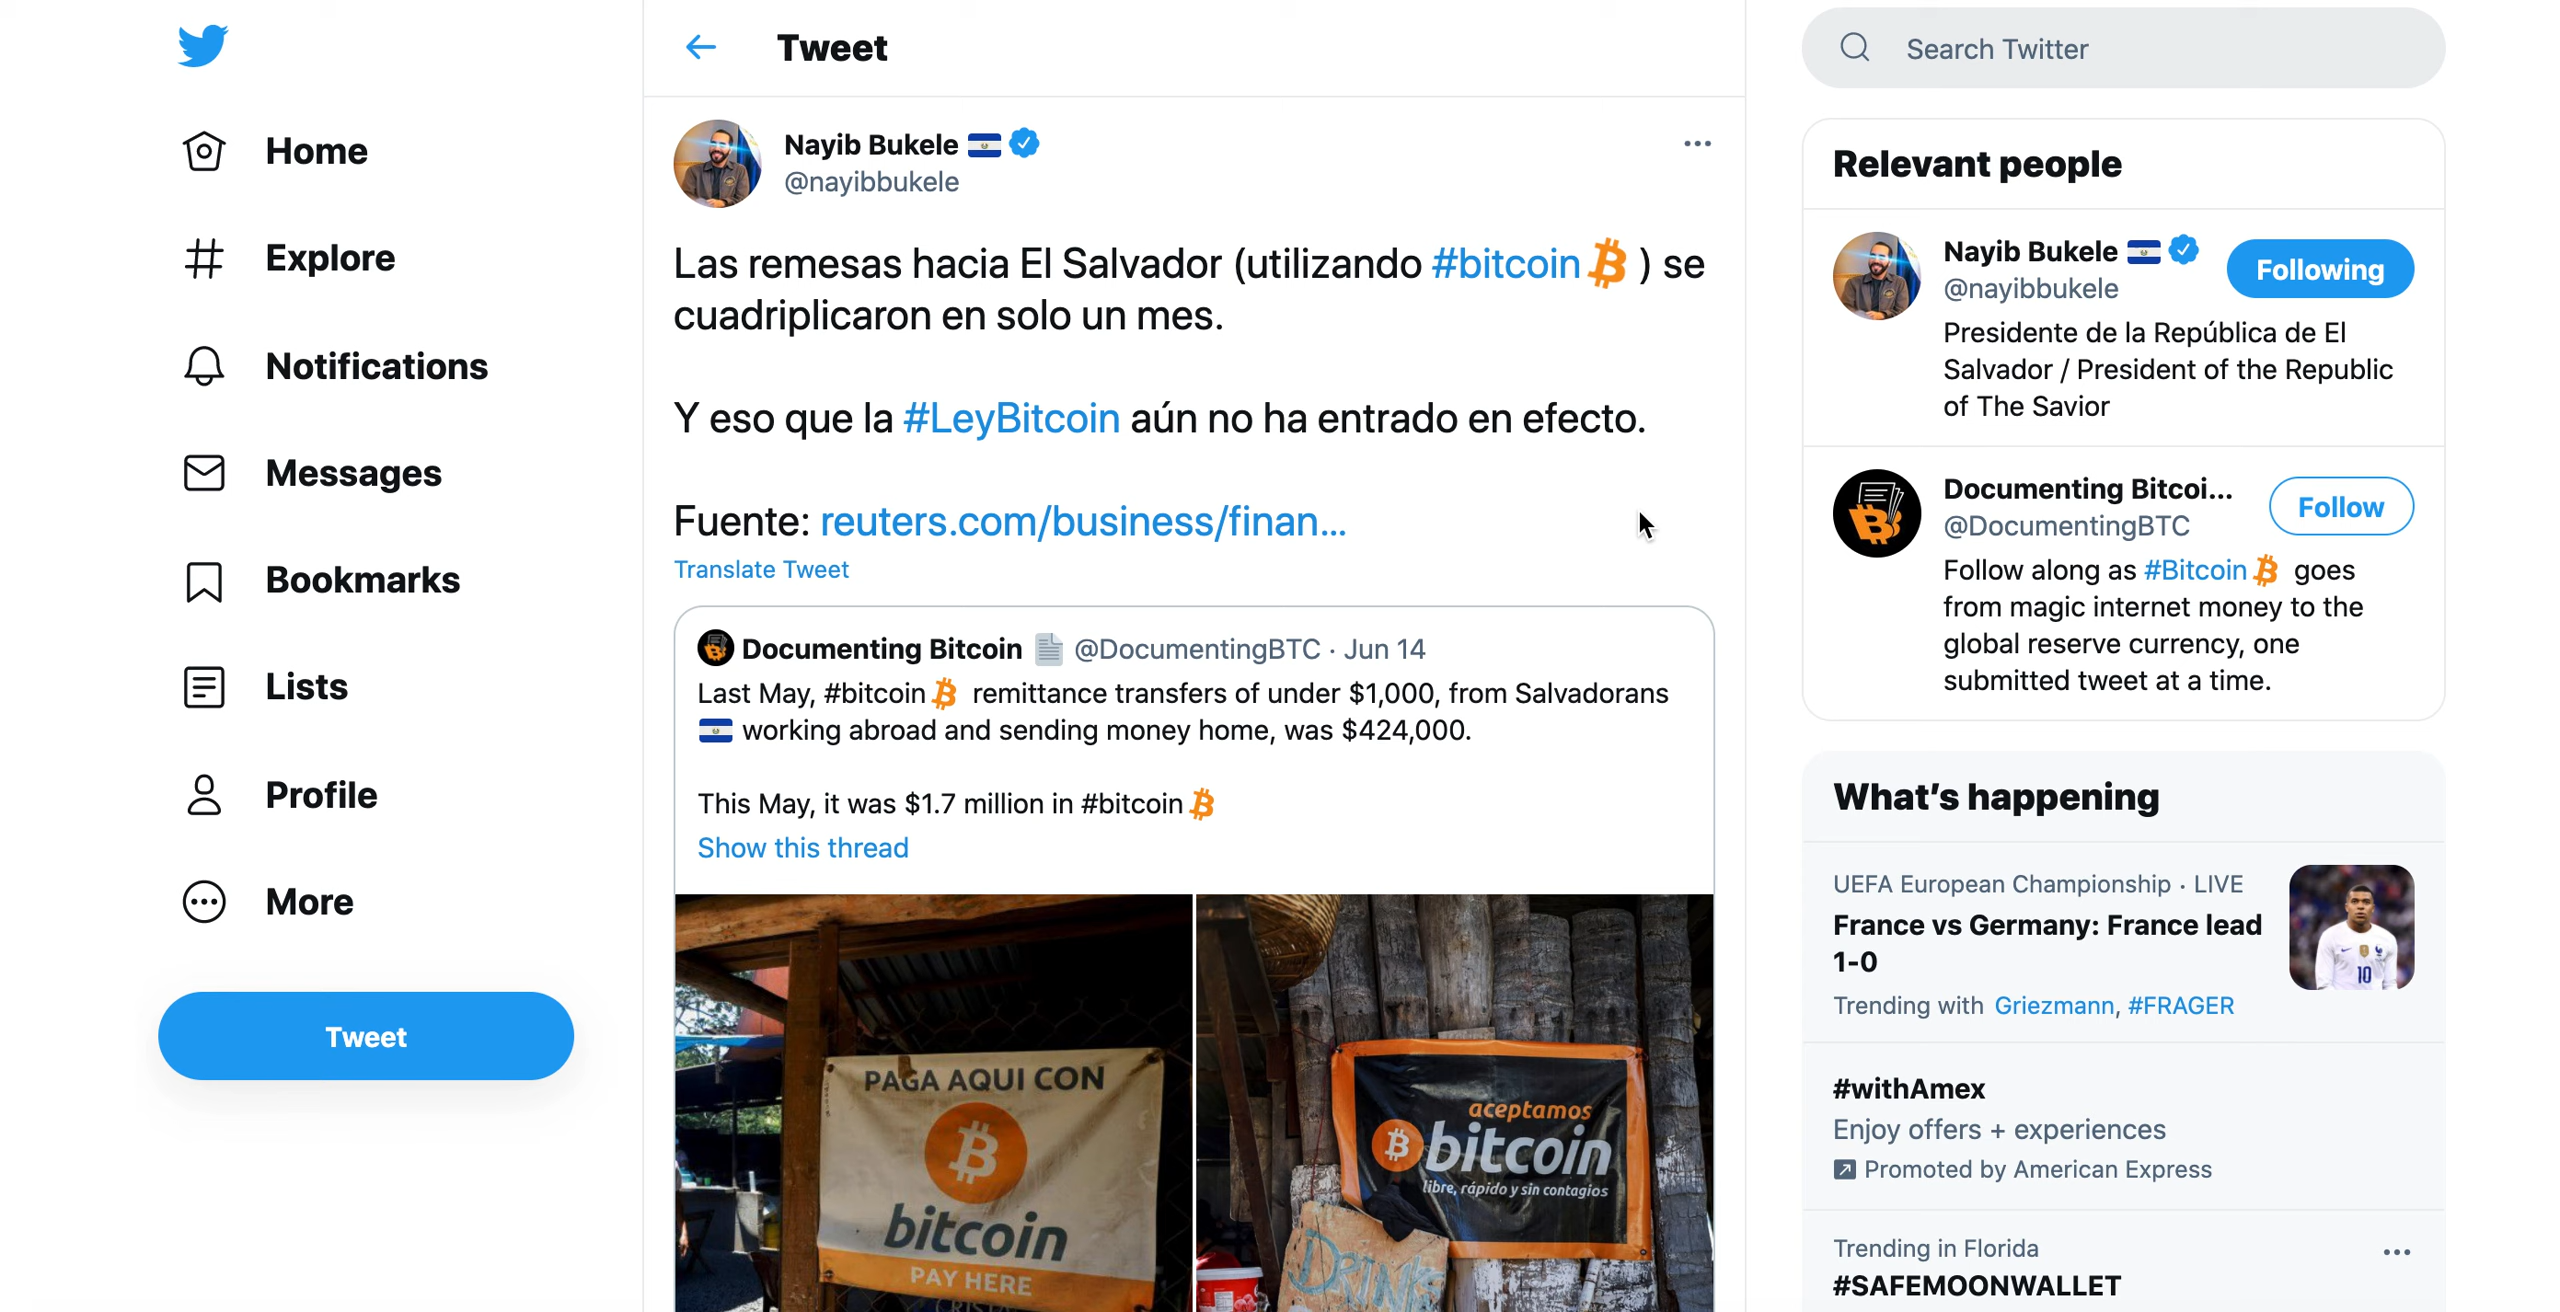 Home
Explore
Notifications
Messages
Bookmarks
Lists
Profile
More
Tweet
Tweet
Nayib Bukele
@nayibbukele
Las remesas hacia El Salvador (utilizando #bitcoin ) se
cuadriplicaron en solo un mes.
Y eso que la #LeyBitcoin aún no ha entrado en efecto.
Fuente: reuters.com/business/finan...
Translate Tweet
Documenting Bitcoin @DocumentingBTC · Jun 14
Last May, #bitcoin remittance transfers of under $1,000, from Salvadorans
working abroad and sending money home, was $424,000.
This May, it was $1.7 million in #bitcoin
Show this thread
PAGA AQUI CON
bitcoin
PAY HERE
aceptamos
bitcoin
libre, rápido y sin contagios
DRINK
Search Twitter
Relevant people
Nayib Bukele
@nayibbukele
Following
Presidente de la República de El
Salvador / President of the Republic
of The Savior
Documenting Bitcoi...
@DocumentingBTC
Follow
Follow along as #Bitcoin goes
from magic internet money to the
global reserve currency, one
submitted tweet at a time.
What's happening
UEFA European Championship · LIVE
France vs Germany: France lead
1-0
10
Trending with Griezmann, #FRAGER
#withAmex
Enjoy offers + experiences
Promoted by American Express
Trending in Florida
#SAFEMOONWALLET